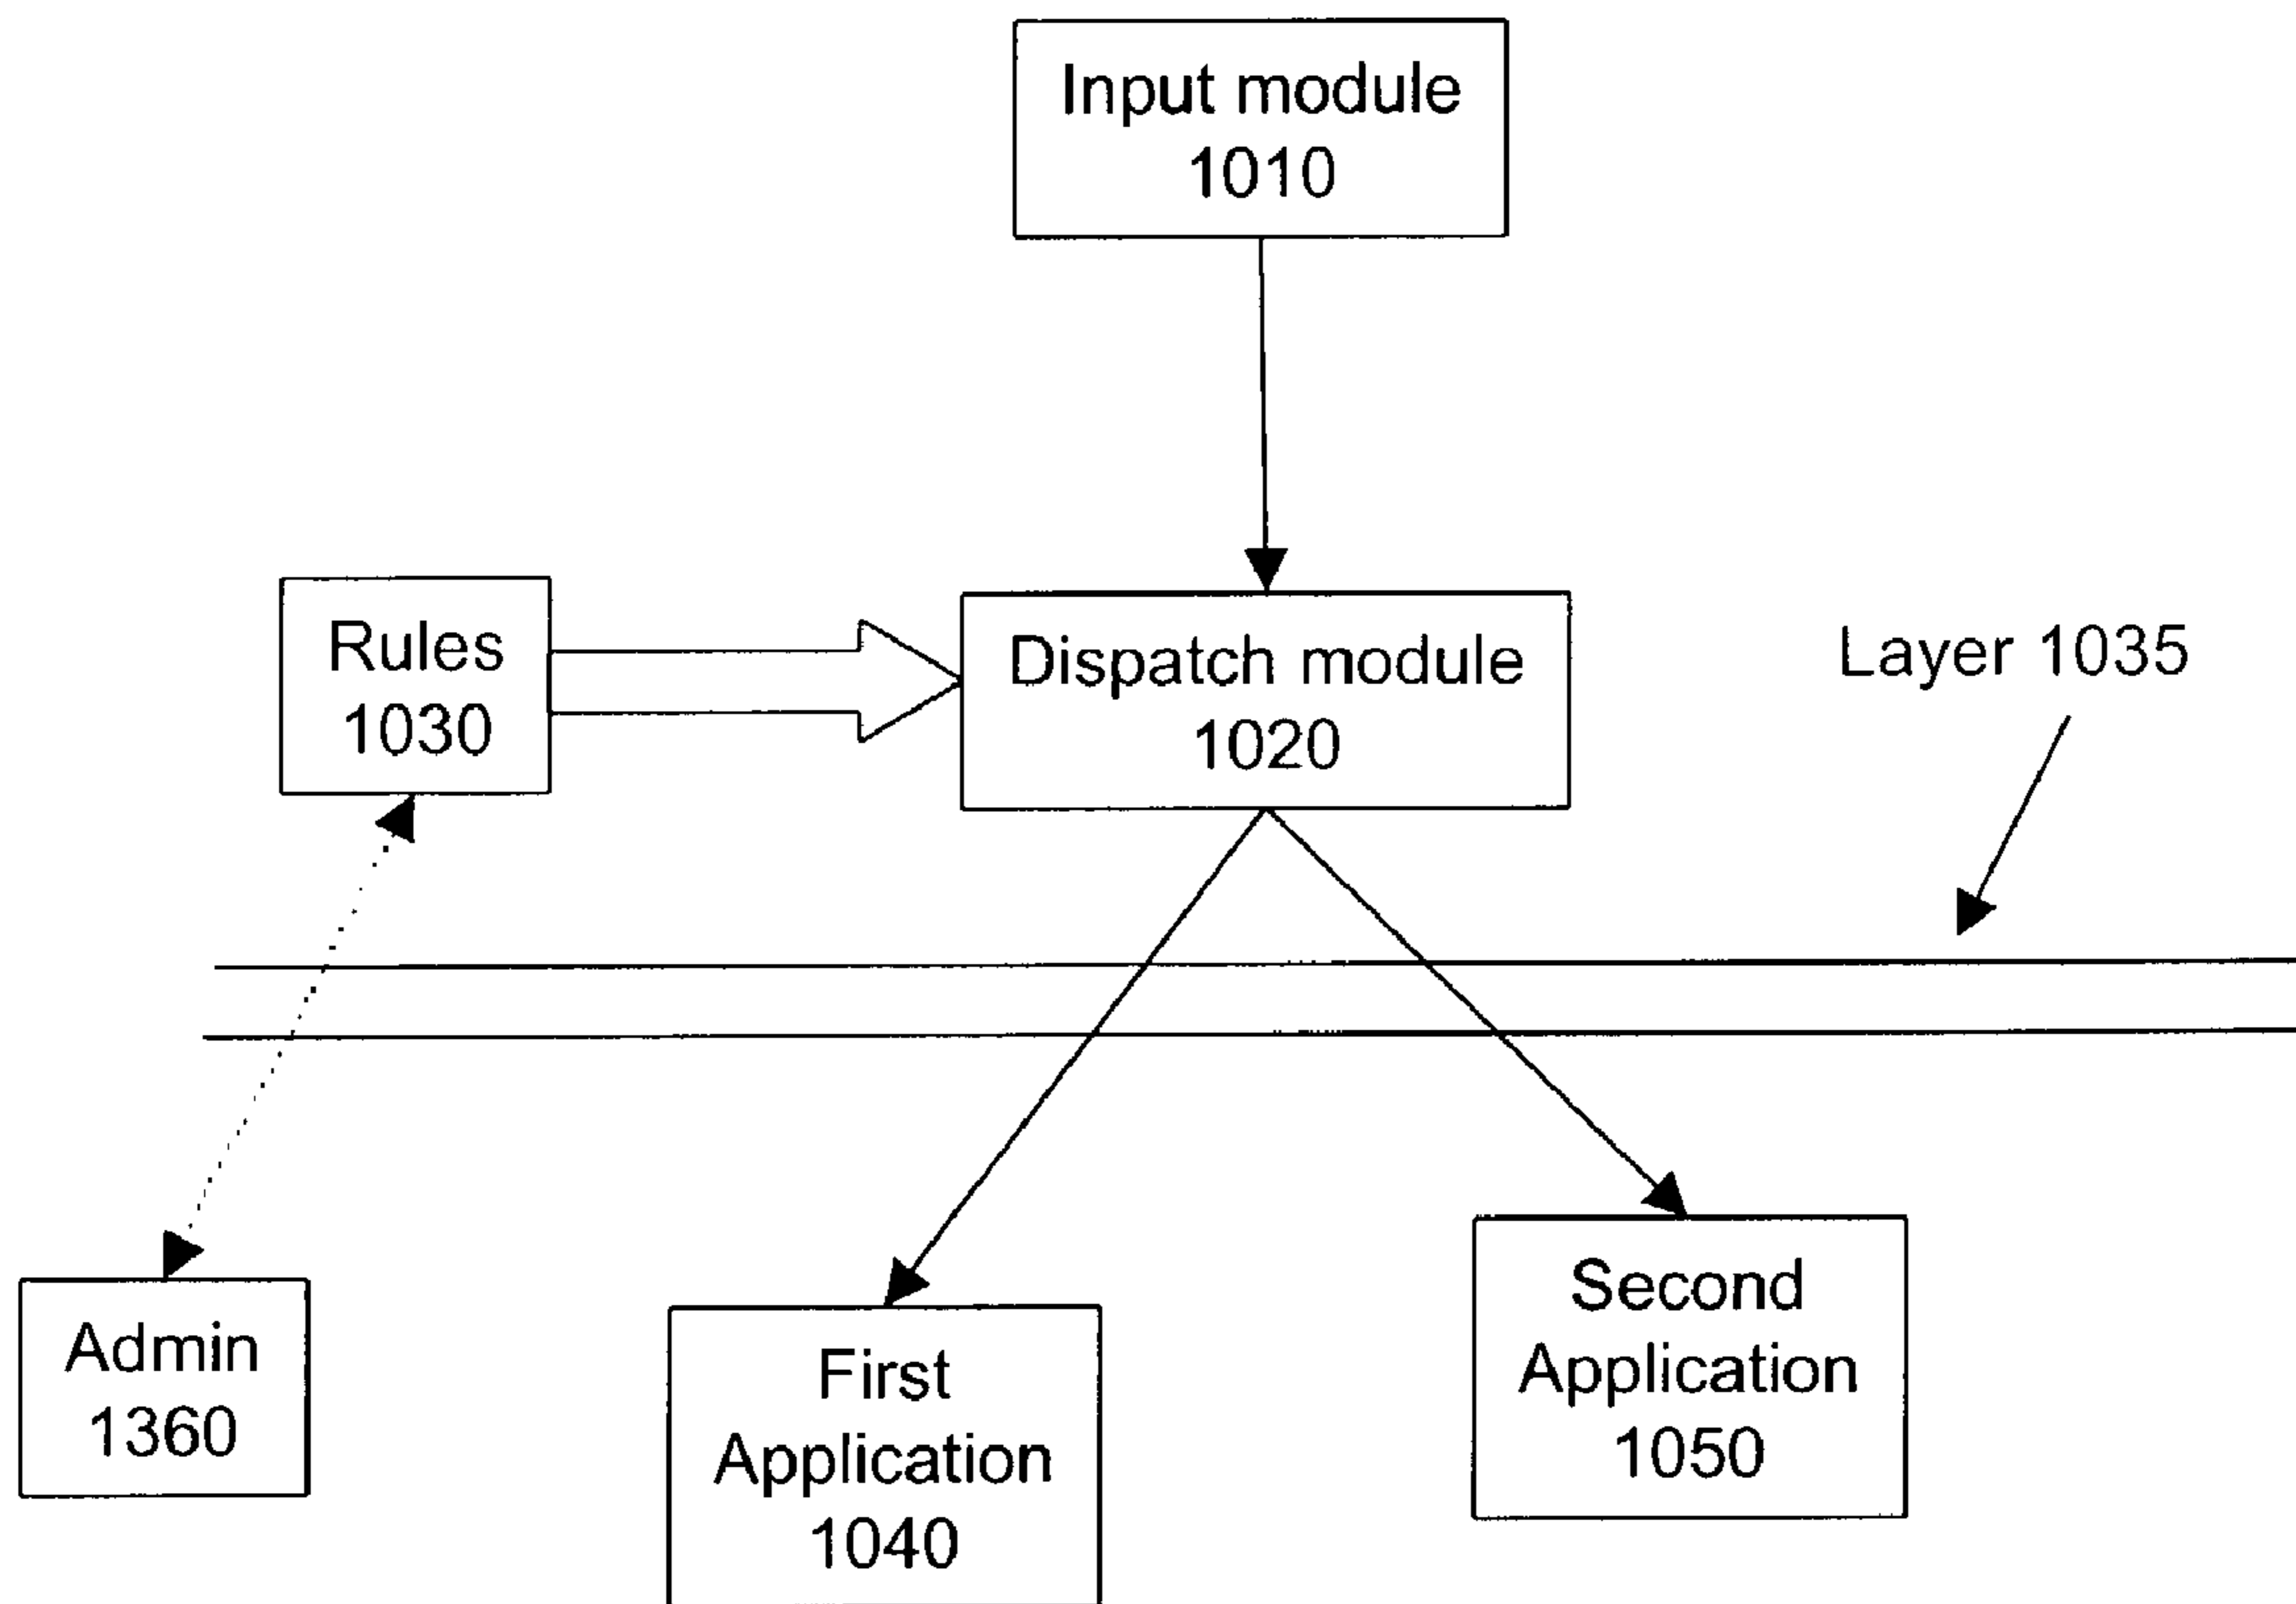 Input module
1010
Rules
1030
Dispatch module
1020
Layer 1035
Admin
1360
First
Application
1040
Second
Application
1050